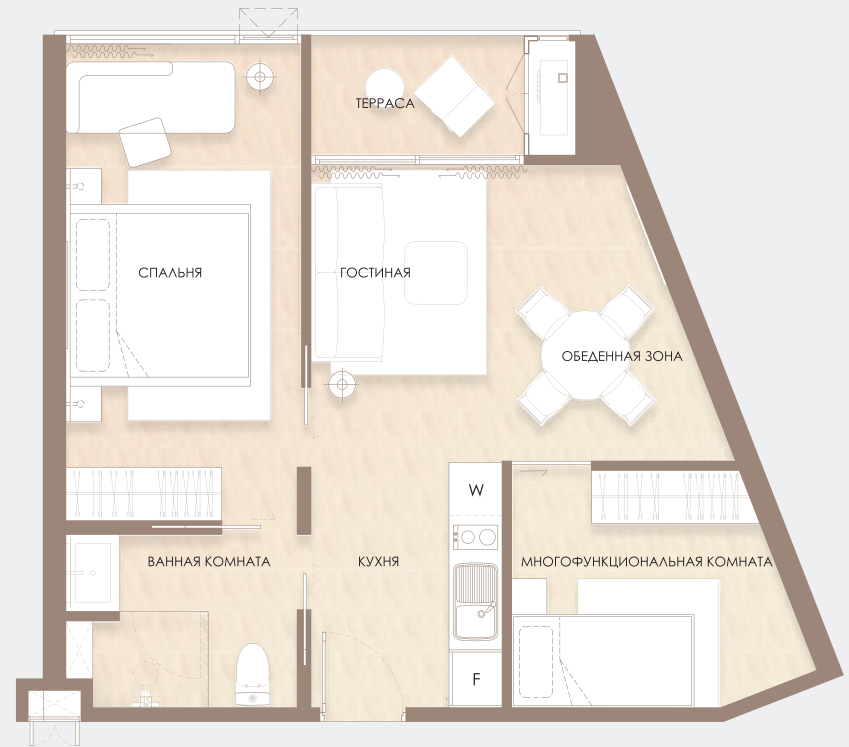 ТЕРРАСА
СПАЛЬНЯ
ГОСТИНАЯ
ОБЕДЕННАЯ ЗОНА
W
ВАННАЯ КОМНАТА
КУХНЯ
МНОГОФУНКЦИОНАЛЬНАЯ КОМНАТА
F